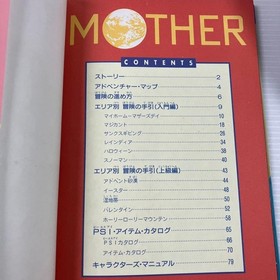 MOTHER
CONTENTS
ストーリー 2
アドベンチャー・マップ 4
冒険の進め方 6
エリア別 冒険の手引(入門編) 9
マイホーム・マザーズデイ 10
マジカント 18
サンクスギビング 26
レインディア 34
ハロウィーン 38
スノーマン 40
エリア別 冒険の手引(上級編) 43
アドベント砂漠 44
イースター 48
湿地帯 50
バレンタイン 52
ホーリーローリーマウンテン 58
PSI・アイテム・カタログ 65
PSIカタログ 66
アイテム・カタログ 70
キャラクターズ・マニュアル 79